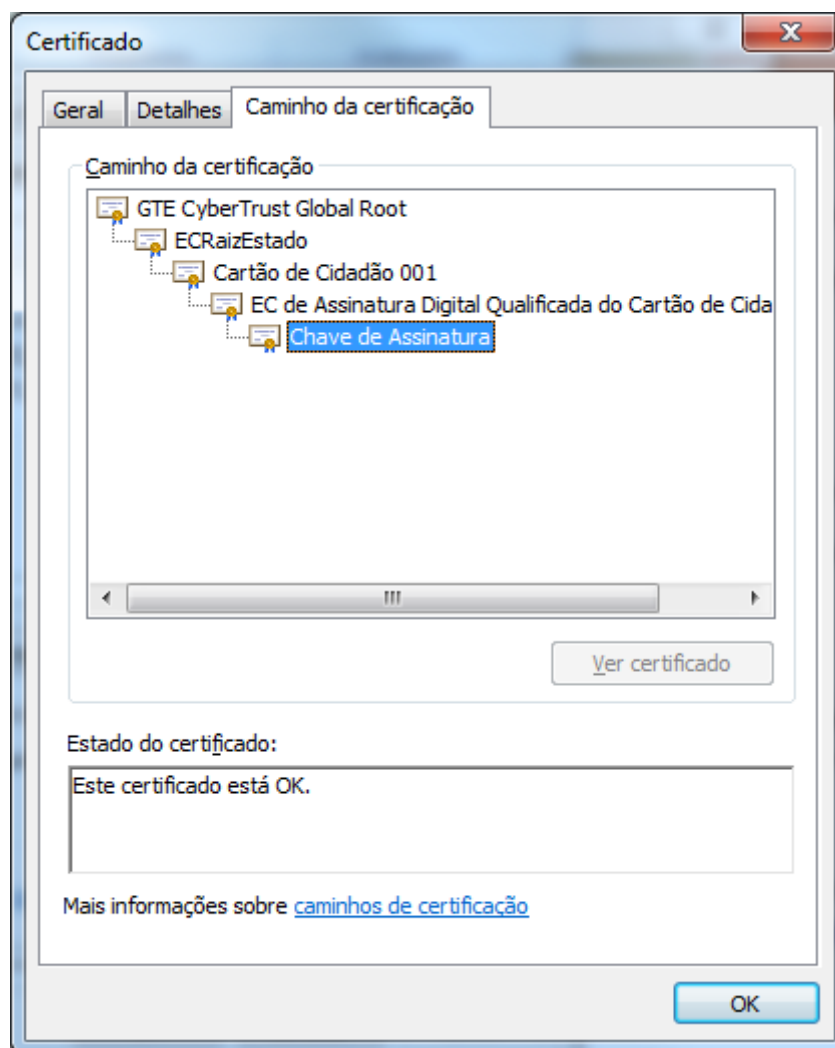 Certificado
Geral Detalhes Caminho da certificação
Caminho da certificação
GTE CyberTrust Global Root
ECRaizEstado
Cartão de Cidadão 001
EC de Assinatura Digital Qualificada do Cartão de Cida
Chave de Assinatura
Ver certificado
Estado do certificado:
Este certificado está OK.
Mais informações sobre caminhos de certificação
OK